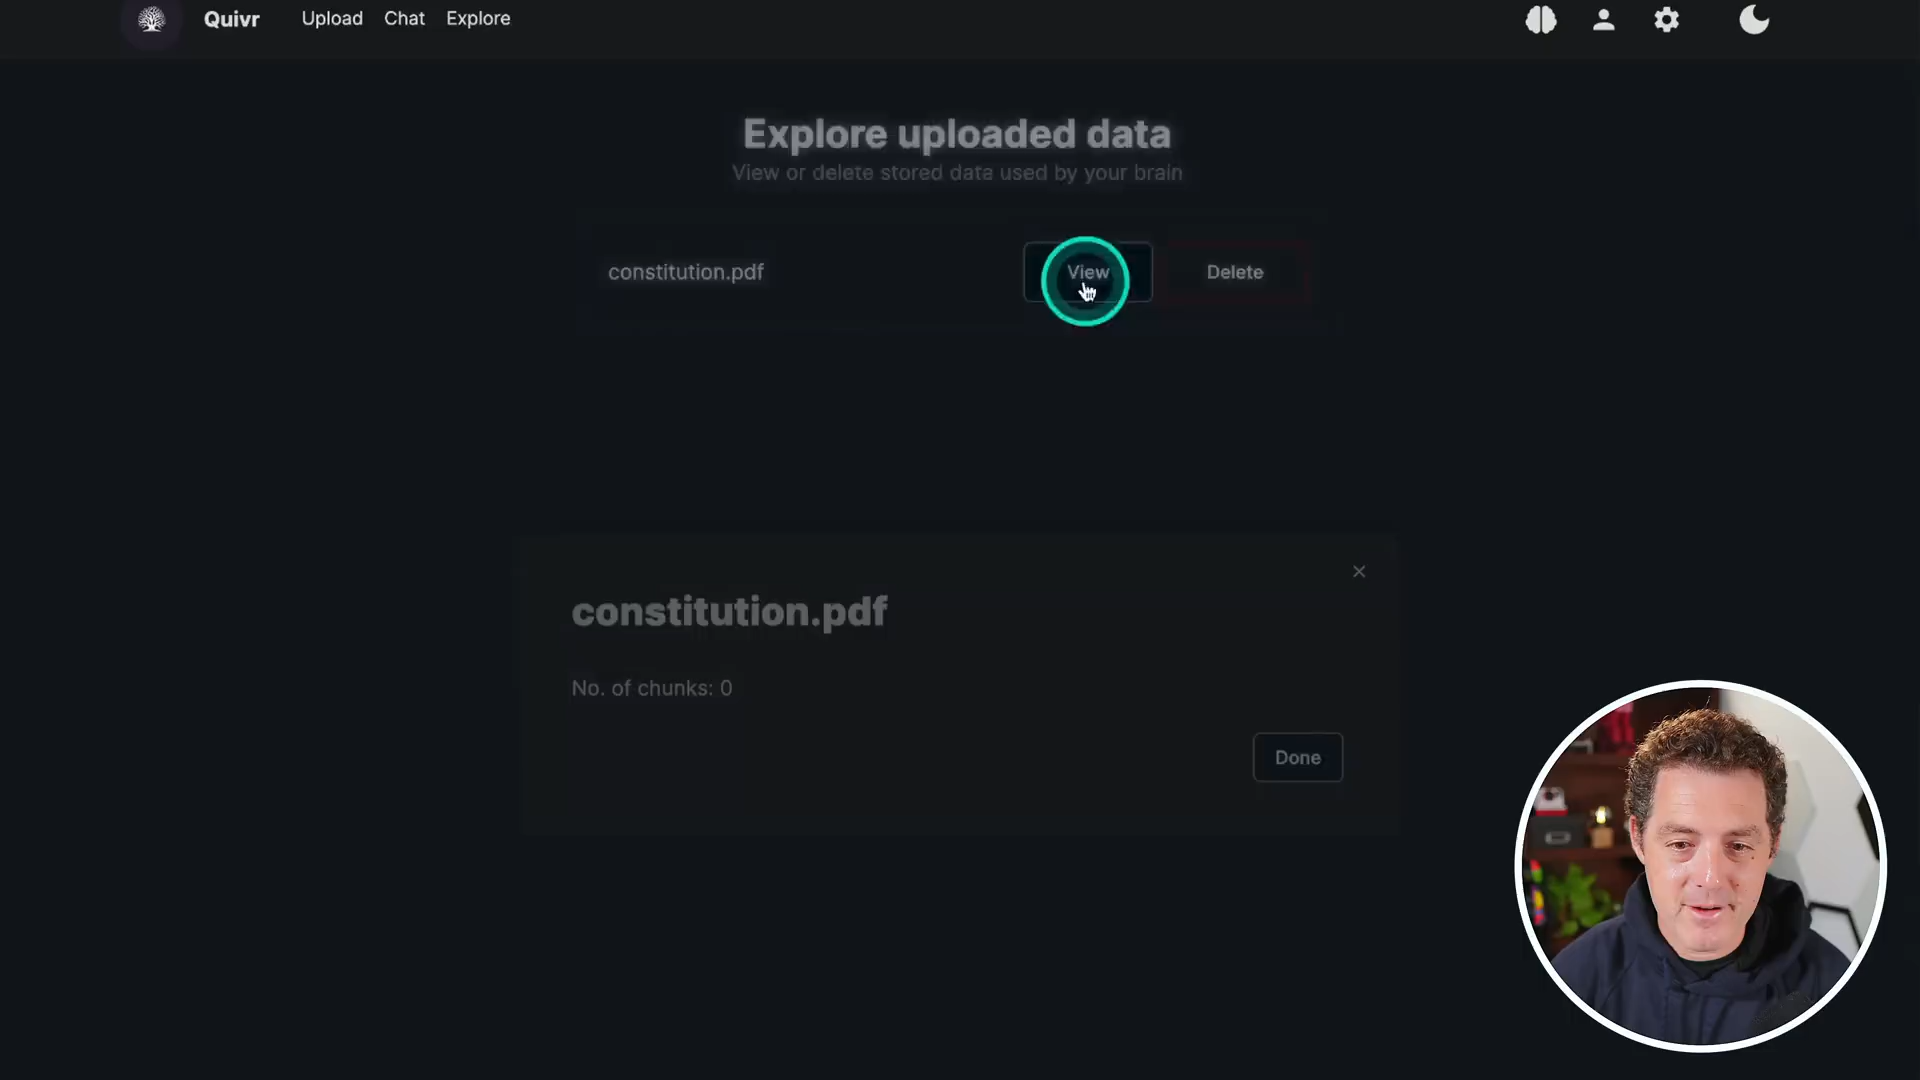 Quivr Upload Chat Explore
Explore uploaded data
View or delete stored data used by your brain
constitution.pdf View Delete
constitution.pdf
No. of chunks: 0
Done